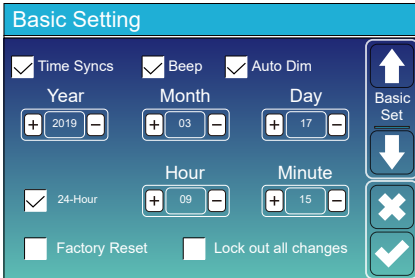 Basic Setting
Time Syncs Beep Auto Dim
Year Month Day
+ 2019 − + 03 − + 17 −
Basic
Set
Hour Minute
24-Hour + 09 − + 15 −
Factory Reset Lock out all changes